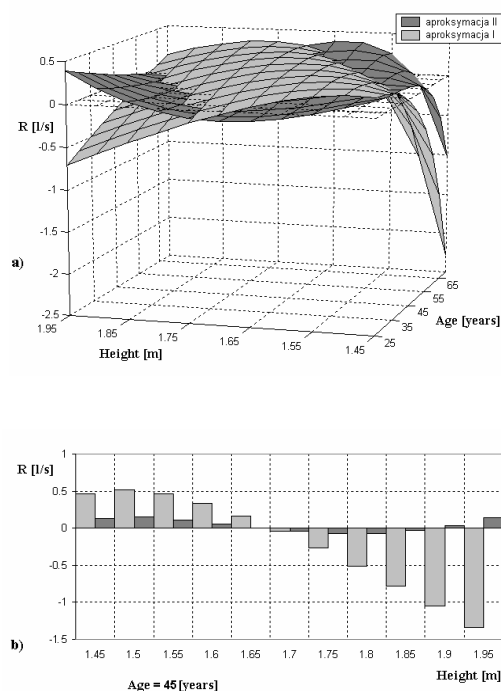 aproksymacja II
aproksymacja I
0.5
0
R [l/s]
-0.5
-1
-1.5
a)
-2
-2.5
1.95
1.85
1.75
1.65
1.55
1.45
25
35
45
55
65
Height [m]
Age [years]
1
R [l/s]
0.5
0
-0.5
-1
-1.5
b)
1.45 1.5 1.55 1.6 1.65 1.7 1.75 1.8 1.85 1.9 1.95
Height [m]
Age = 45 [years]